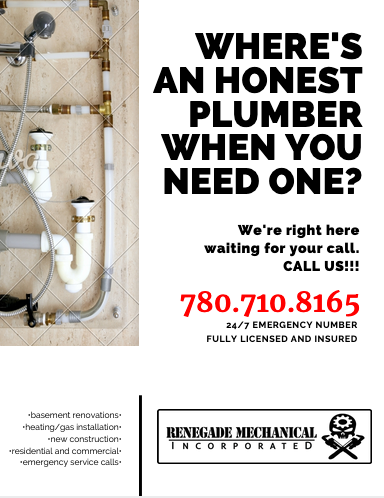 WHERE'S
AN HONEST
PLUMBER
WHEN YOU
NEED ONE?
We're right here
waiting for your call.
CALL US!!!
780.710.8165
24/7 EMERGENCY NUMBER
FULLY LICENSED AND INSURED
•basement renovations•
•heating/gas installation•
•new construction•
•residential and commercial•
•emergency service calls•
RENEGADE MECHANICAL
INCORPORATED